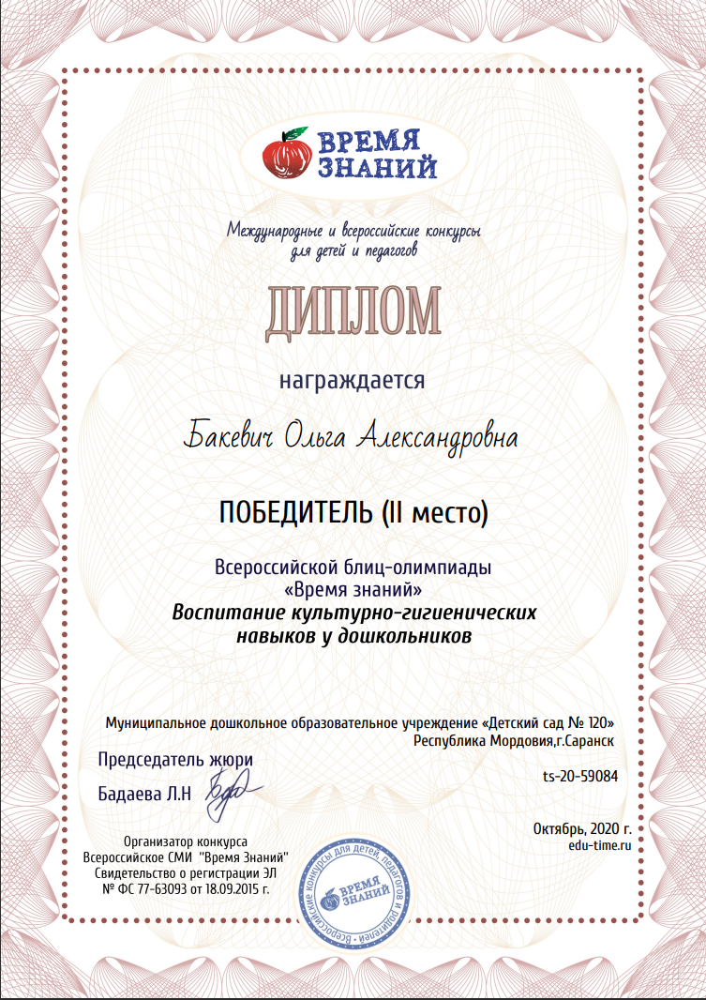 ВРЕМЯ
ЗНАНИЙ
Международные и всероссийские конкурсы
для детей и педагогов
ДИПЛОМ
награждается
Бакевич Ольга Александровна
ПОБЕДИТЕЛЬ (II место)
Всероссийской блиц-олимпиады
«Время знаний»
Воспитание культурно-гигиенических
навыков у дошкольников
Муниципальное дошкольное образовательное учреждение «Детский сад № 120»
Республика Мордовия,г.Саранск
Председатель жюри
ts-20-59084
Бадаева Л.Н
Октябрь, 2020 г.
edu-time.ru
Организатор конкурса
Всероссийское СМИ "Время Знаний"
Свидетельство о регистрации ЭЛ
№ ФС 77-63093 от 18.09.2015 г.
Всероссийские конкурсы для детей, педагогов и родителей •
ВРЕМЯ
ЗНАНИЙ